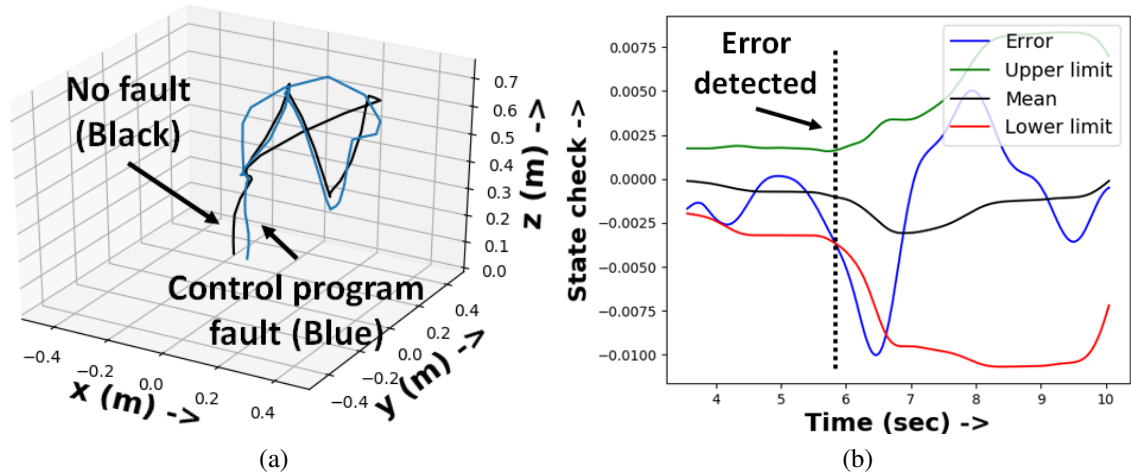 No fault
(Black)
Control program
fault (Blue)
x (m) ->
−0.4
−0.2
0.0
0.2
0.4
y (m) ->
−0.4
−0.2
0.0
0.2
0.4
z (m) ->
0.7
0.6
0.5
0.4
0.3
0.2
0.1
0.0
(a)
Error
detected
Error
Upper limit
Mean
Lower limit
State check ->
0.0075
0.0050
0.0025
0.0000
−0.0025
−0.0050
−0.0075
−0.0100
4
5
6
7
8
9
10
Time (sec) ->
(b)